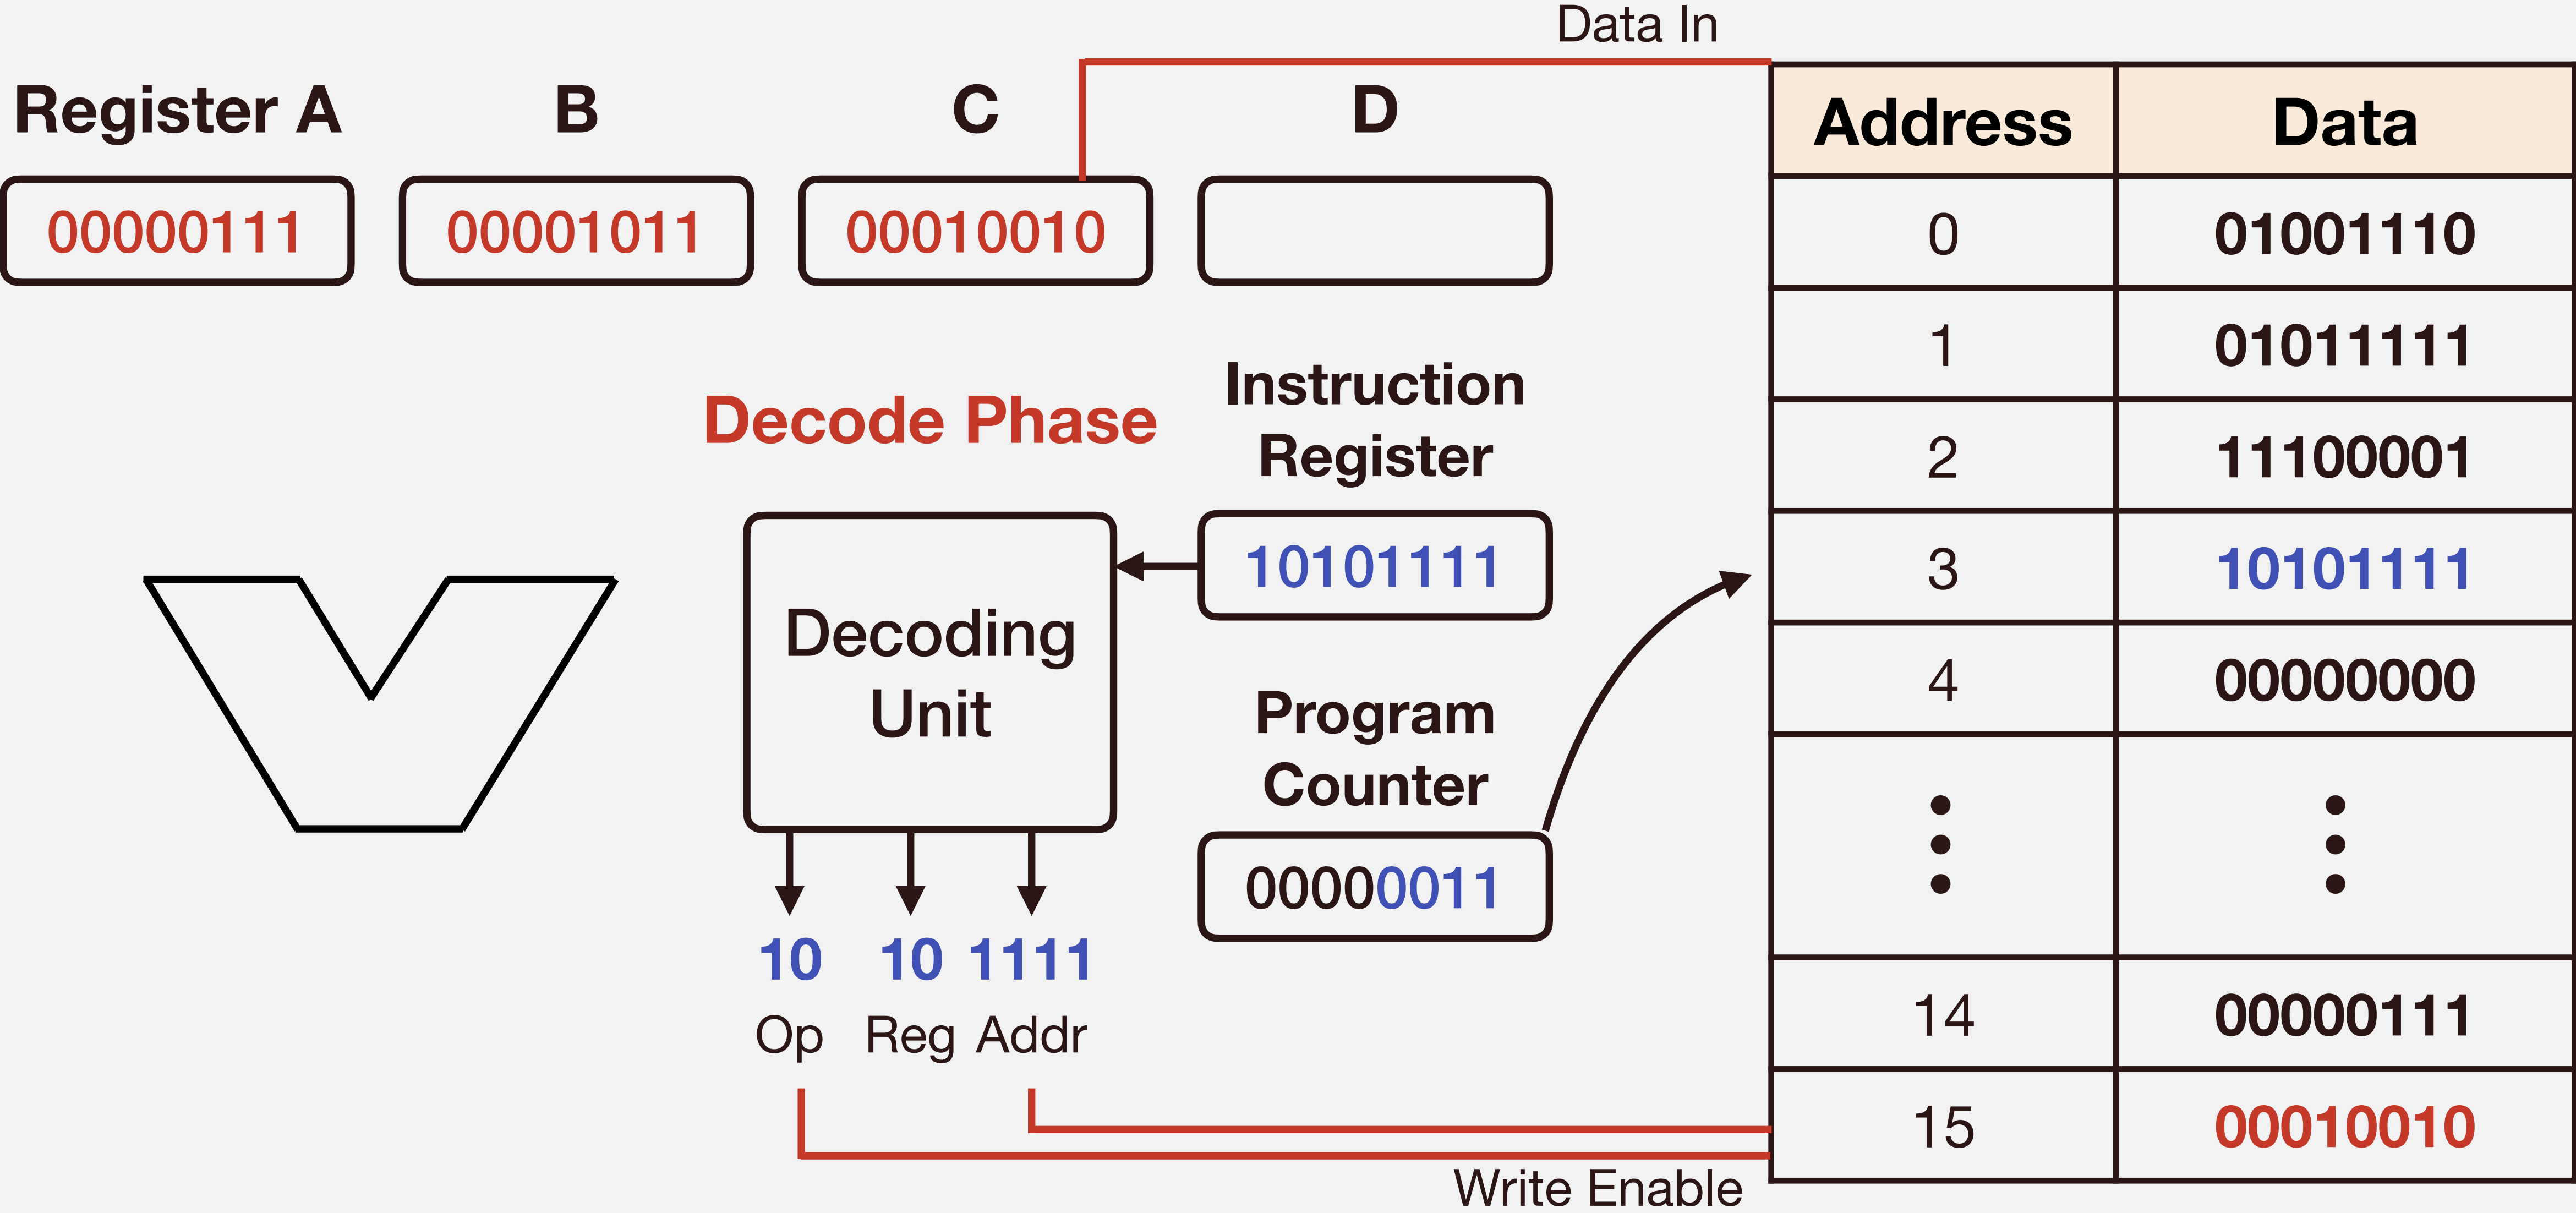 Data In
Register A
B
C
D
00000111
00001011
00010010
Decode Phase
Instruction
Register
10101111
Decoding
Unit
Program
Counter
00000011
10 10 1111
Op Reg Addr
Write Enable
Address Data
0 01001110
1 01011111
2 11100001
3 10101111
4 00000000
14 00000111
15 00010010